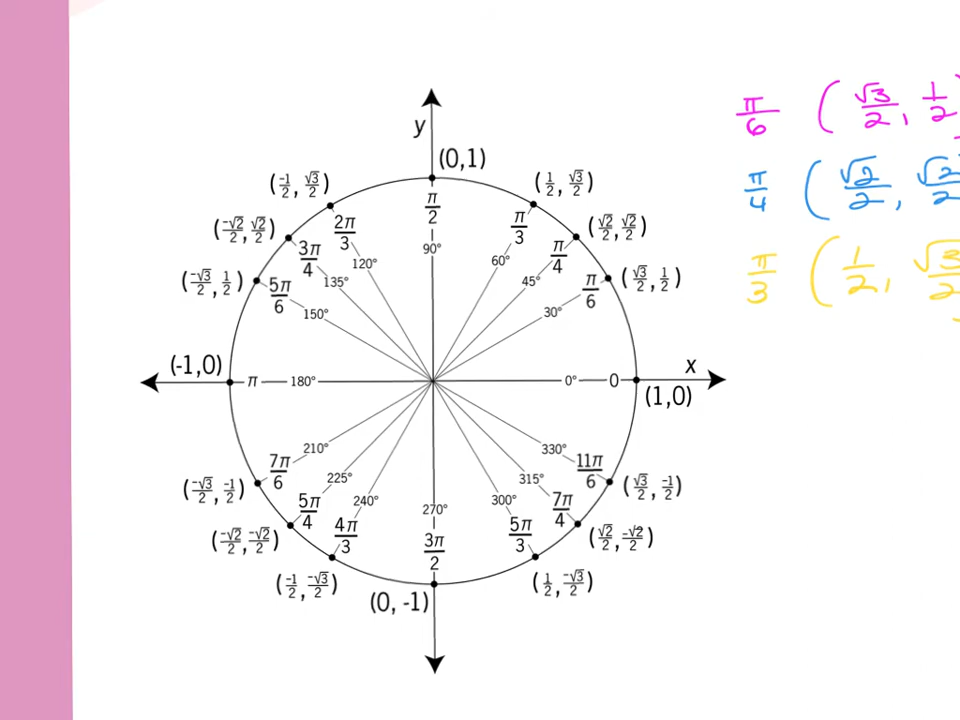 y
(0,1)
(-1/2, √3/2)
(1/2, √3/2)
(-√2/2, √2/2)
(√2/2, √2/2)
(-√3/2, 1/2)
(√3/2, 1/2)
π/2
90°
2π/3
120°
π/3
60°
3π/4
135°
π/4
45°
5π/6
150°
π/6
30°
(-1,0)
π
180°
0°
0
x
(1,0)
7π/6
210°
11π/6
330°
(-√3/2, -1/2)
(√3/2, -1/2)
5π/4
225°
7π/4
315°
(-√2/2, -√2/2)
(√2/2, -√2/2)
4π/3
240°
5π/3
300°
(-1/2, -√3/2)
(1/2, -√3/2)
270°
3π/2
(0, -1)
π/6 (√3/2, 1/2
π/4 (√2/2, √2/2
π/3 (1/2, √3/2